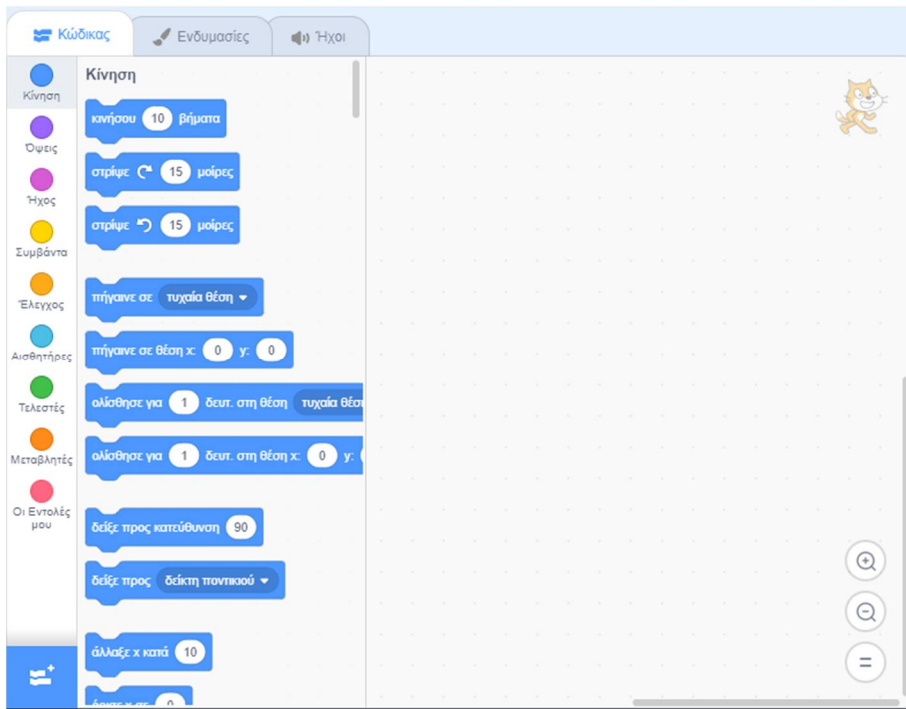 Κώδικας Ενδυμασίες Ήχοι
Κίνηση
Όψεις
Ήχος
Συμβάντα
Έλεγχος
Αισθητήρες
Τελεστές
Μεταβλητές
Οι Εντολές
μου
Κίνηση
κινήσου 10 βήματα
στρίψε 15 μοίρες
στρίψε 15 μοίρες
πήγαινε σε τυχαία θέση
πήγαινε σε θέση x: 0 y: 0
ολίσθησε για 1 δευτ. στη θέση τυχαία
ολίσθησε για 1 δευτ. στη θέση x: 0 y:
δείξε προς κατεύθυνση 90
δείξε προς δείκτη ποντικιού
άλλαξε x κατά 10